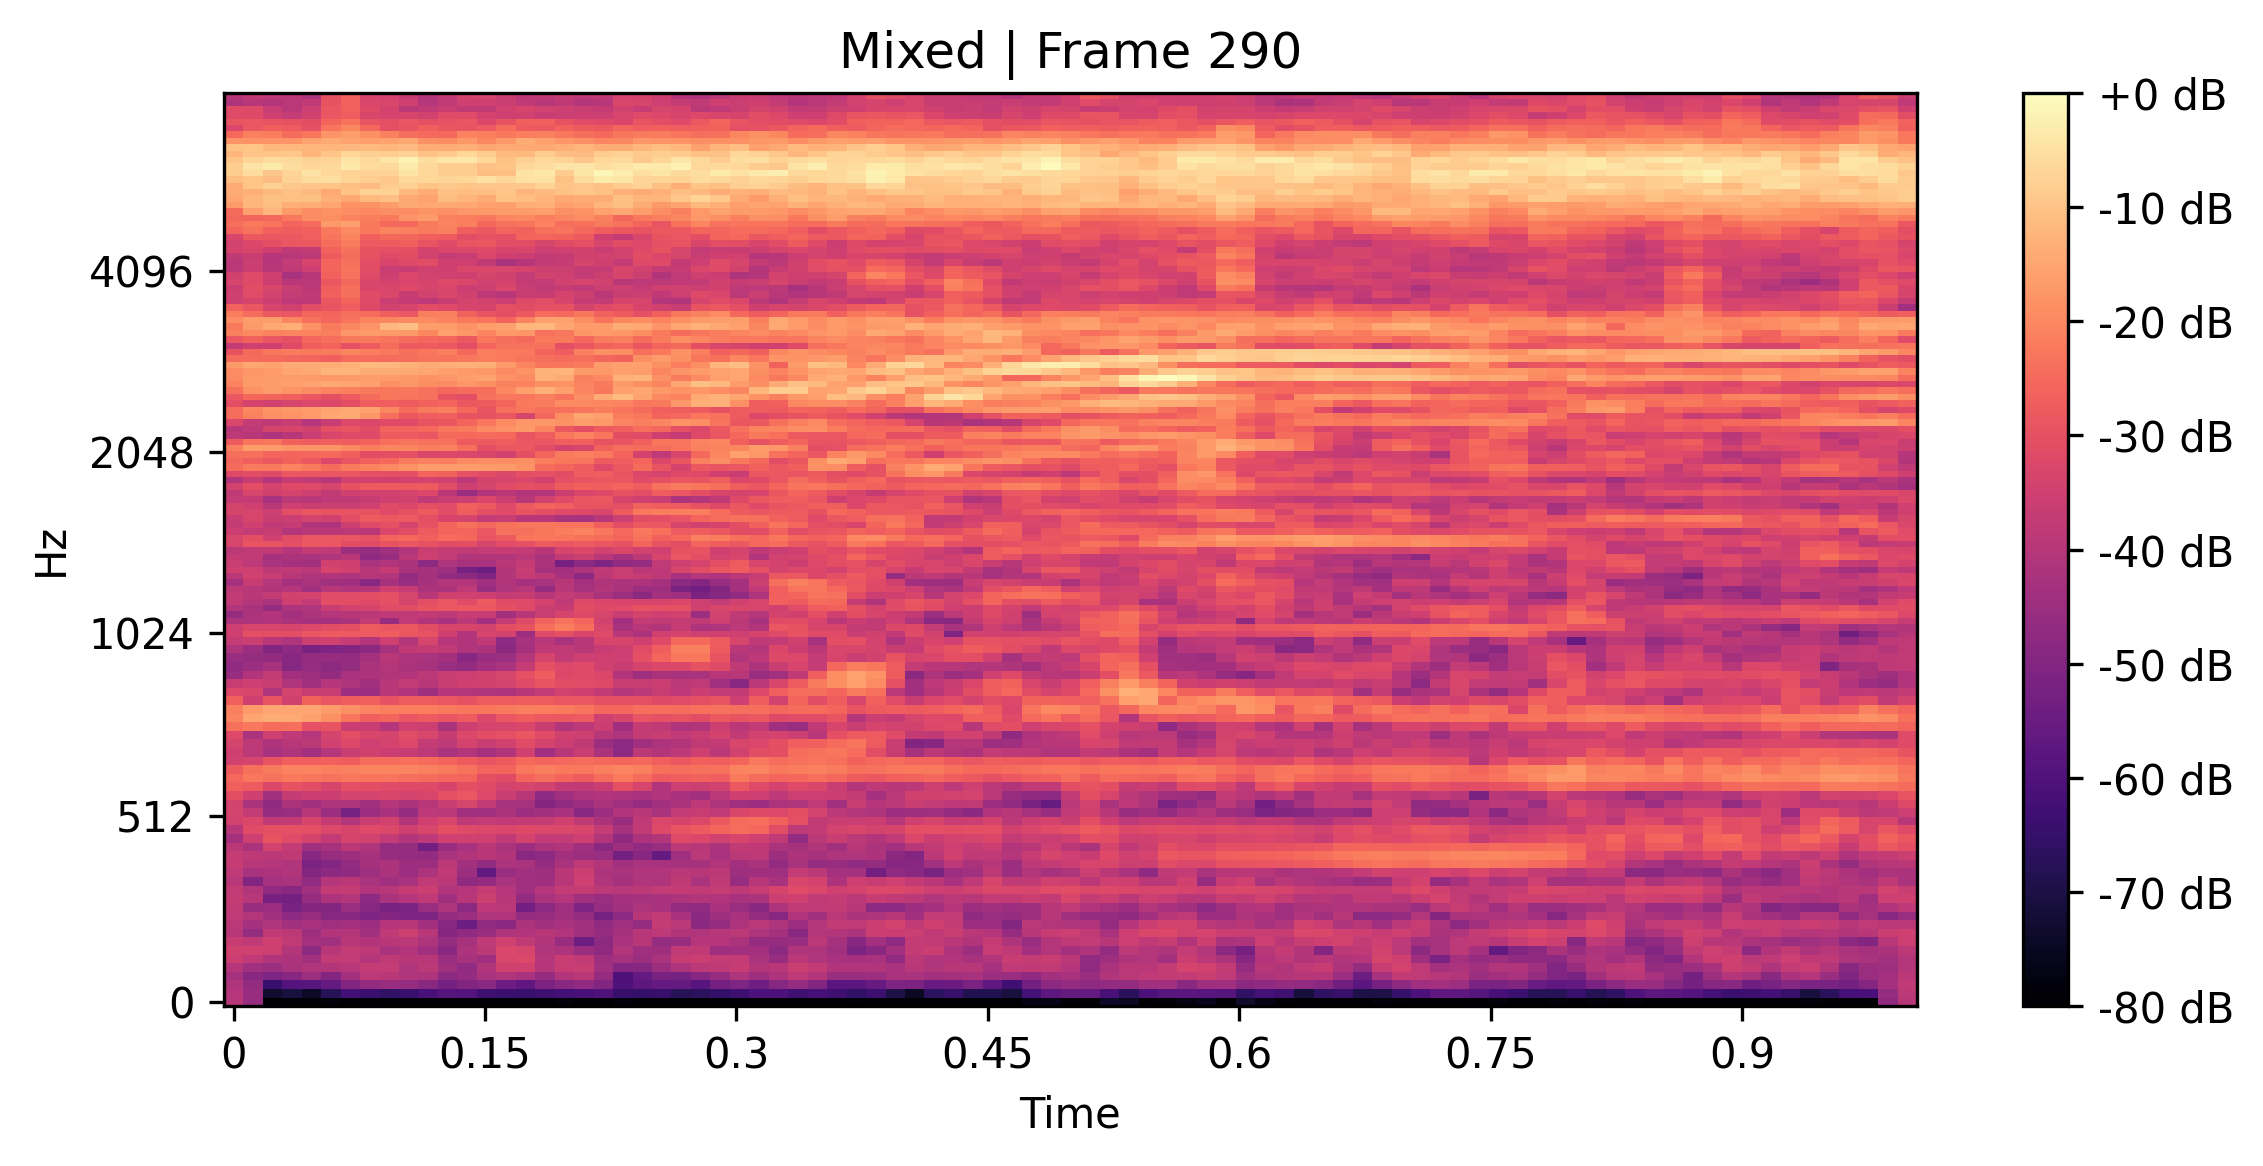 Mixed | Frame 290
+0 dB
4096
-10 dB
-20 dB
2048
-30 dB
Hz
-40 dB
1024
-50 dB
512
-60 dB
-70 dB
0
-80 dB
0 0.15 0.3 0.45 0.6 0.75 0.9
Time